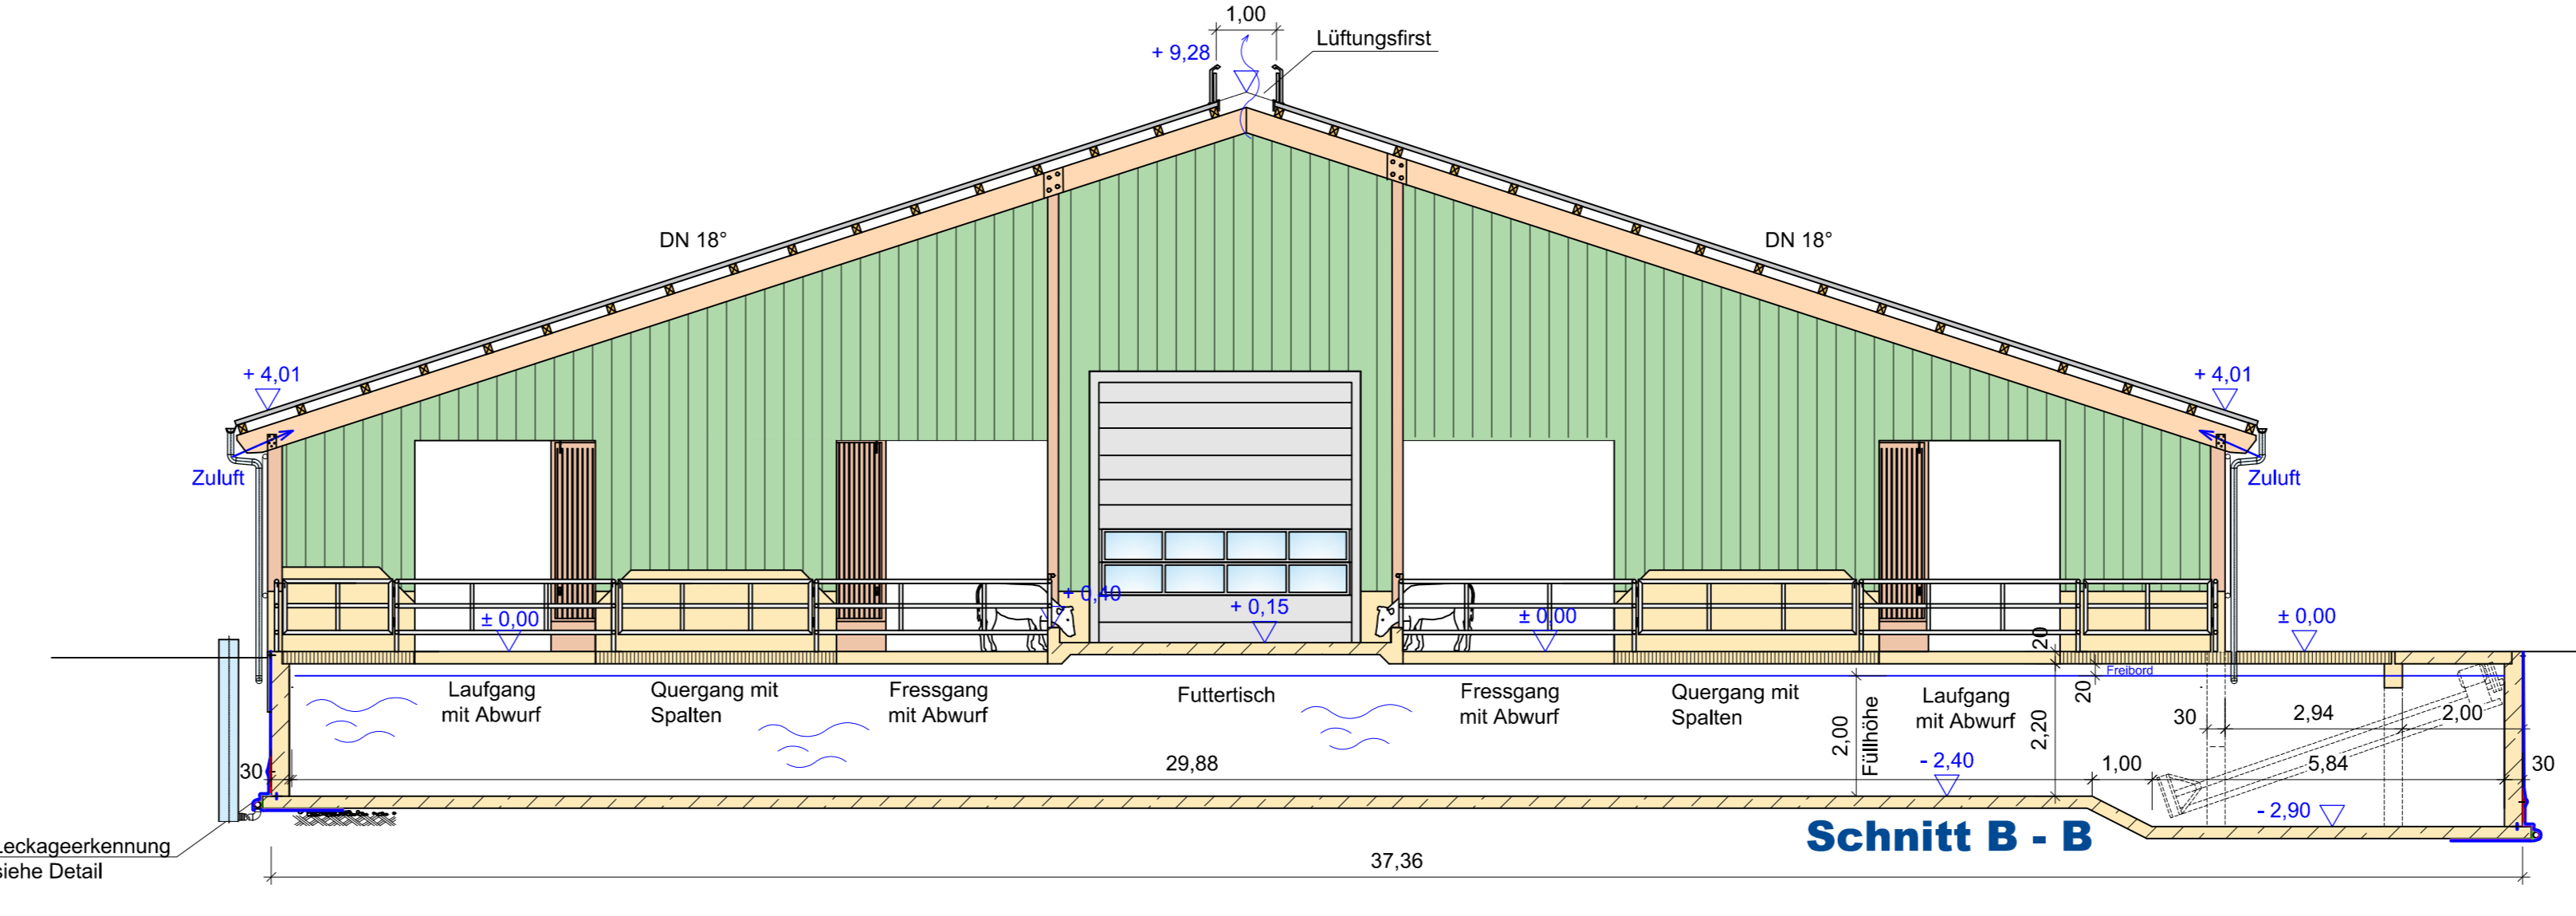 1,00
Lüftungsfirst
+ 9,28
DN 18°
DN 18°
+ 4,01
+ 4,01
Zuluft
Zuluft
± 0,00
+ 0,40
+ 0,15
± 0,00
± 0,00
20
Freibord
20
Laufgang
mit Abwurf
Quergang mit
Spalten
Fressgang
mit Abwurf
Futtertisch
Fressgang
mit Abwurf
Quergang mit
Spalten
Laufgang
mit Abwurf
2,00
Füllhöhe
2,20
30
2,94
2,00
30
29,88
- 2,40
1,00
5,84
30
- 2,90
Schnitt B - B
Leckageerkennung
siehe Detail
37,36